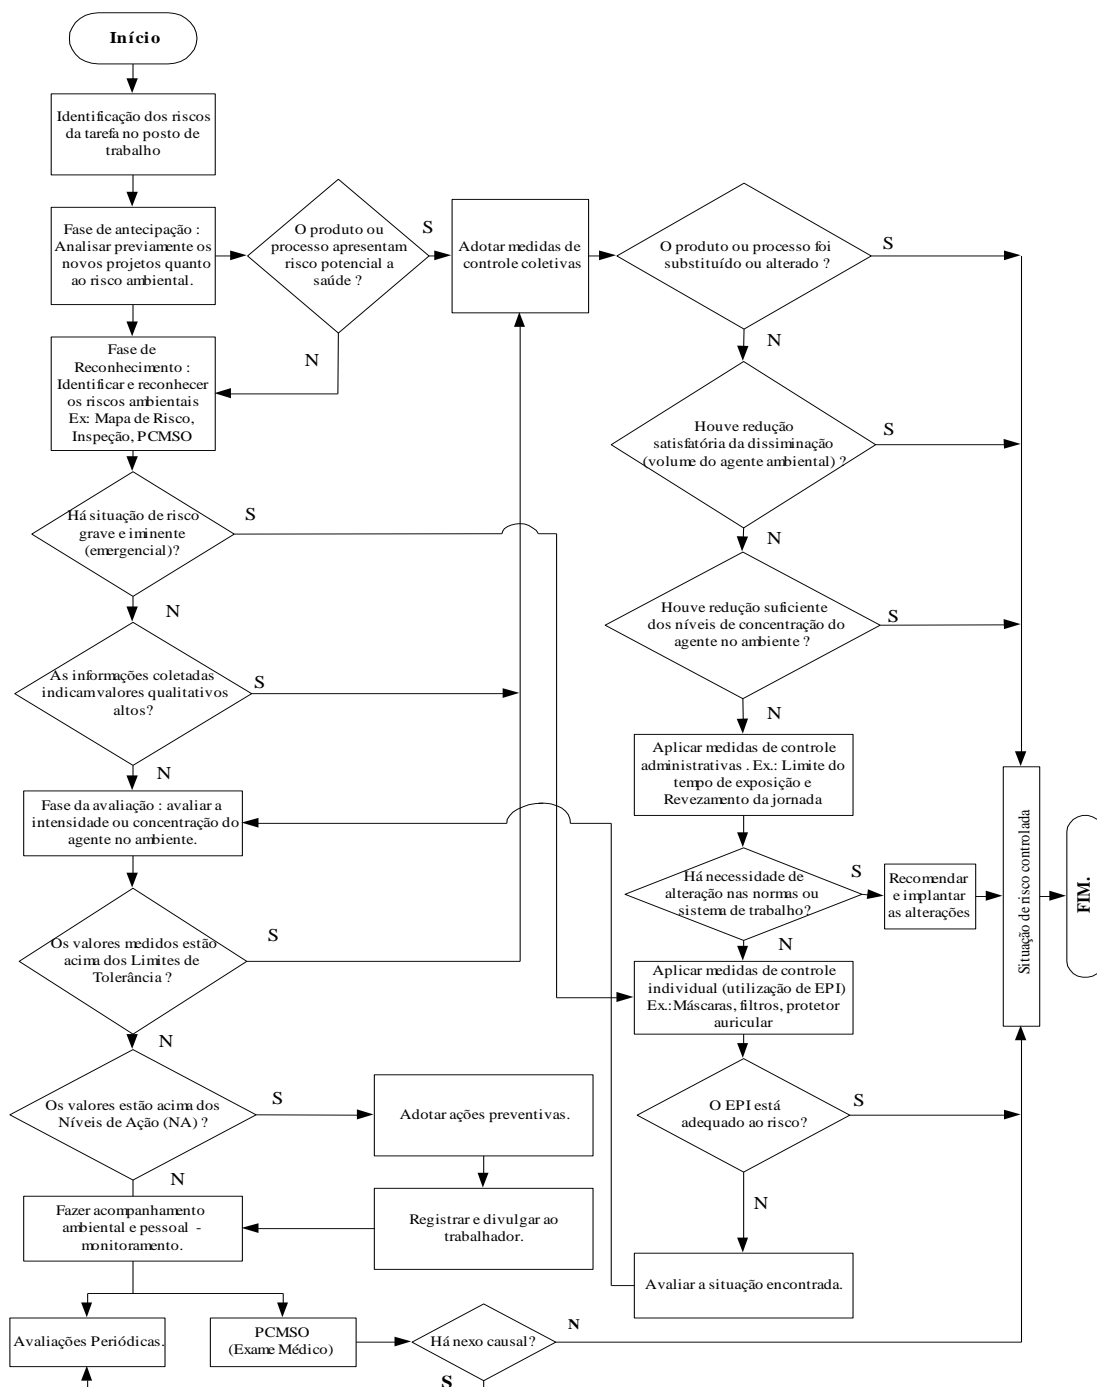 Início
Identificação dos riscos
da tarefa no posto de
trabalho
Fase de antecipação :
Analisar previamente os
novos projetos quanto
ao risco ambiental.
O produto ou
processo apresentam
risco potencial a
saúde ?
S
N
Adotar medidas de
controle coletivas
O produto ou processo foi
substituído ou alterado ?
S
N
Fase de
Reconhecimento :
Identificar e reconhecer
os riscos ambientais
Ex: Mapa de Risco,
Inspeção, PCMSO
Houve redução
satisfatória da dissiminação
(volume do agente ambiental) ?
S
N
Há situação de risco
grave e iminente
(emergencial)?
S
N
Houve redução suficiente
dos níveis de concentração do
agente no ambiente ?
S
N
As informações coletadas
indicam valores qualitativos
altos?
S
N
Aplicar medidas de controle
administrativas . Ex.: Limite do
tempo de exposição e
Revezamento da jornada
Fase da avaliação : avaliar a
intensidade ou concentração do
agente no ambiente.
Há necessidade de
alteração nas normas ou
sistema de trabalho?
S
N
Recomendar
e implantar
as alterações
Situação de risco controlada
FIM.
Os valores medidos estão
acima dos Limites de
Tolerância ?
S
N
Aplicar medidas de controle
individual (utilização de EPI)
Ex.:Máscaras, filtros, protetor
auricular
Os valores estão acima dos
Níveis de Ação (NA) ?
S
N
Adotar ações preventivas.
O EPI está
adequado ao risco?
S
N
Fazer acompanhamento
ambiental e pessoal -
monitoramento.
Registrar e divulgar ao
trabalhador.
Avaliar a situação encontrada.
Avaliações Periódicas.
PCMSO
(Exame Médico)
Há nexo causal?
N
S